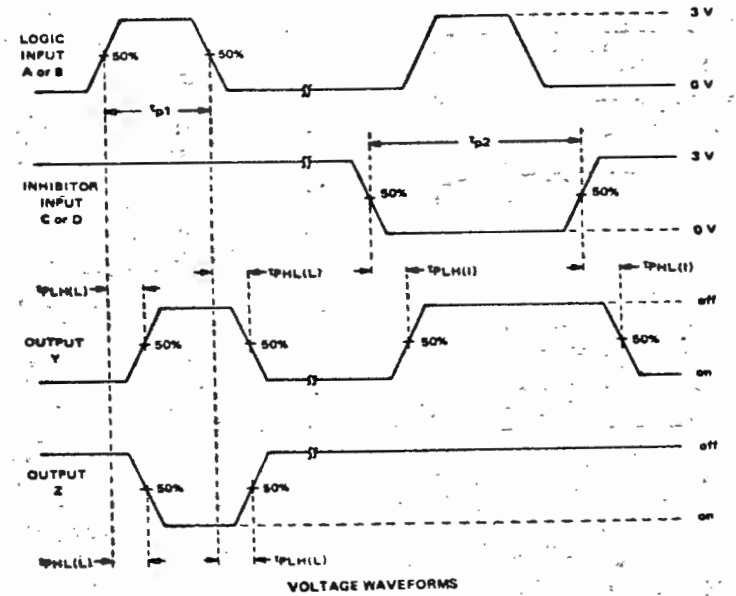 LOGIC
INPUT
A or B
50%
50%
3 V
0 V
tp1
INHIBITOR
INPUT
C or D
50%
tp2
50%
3 V
0 V
tPLH(L)
tPHL(L)
tPLH(I)
tPHL(I)
OUTPUT
Y
50%
50%
50%
50%
off
on
OUTPUT
Z
50%
50%
off
on
tPHL(L)
tPLH(L)
VOLTAGE WAVEFORMS